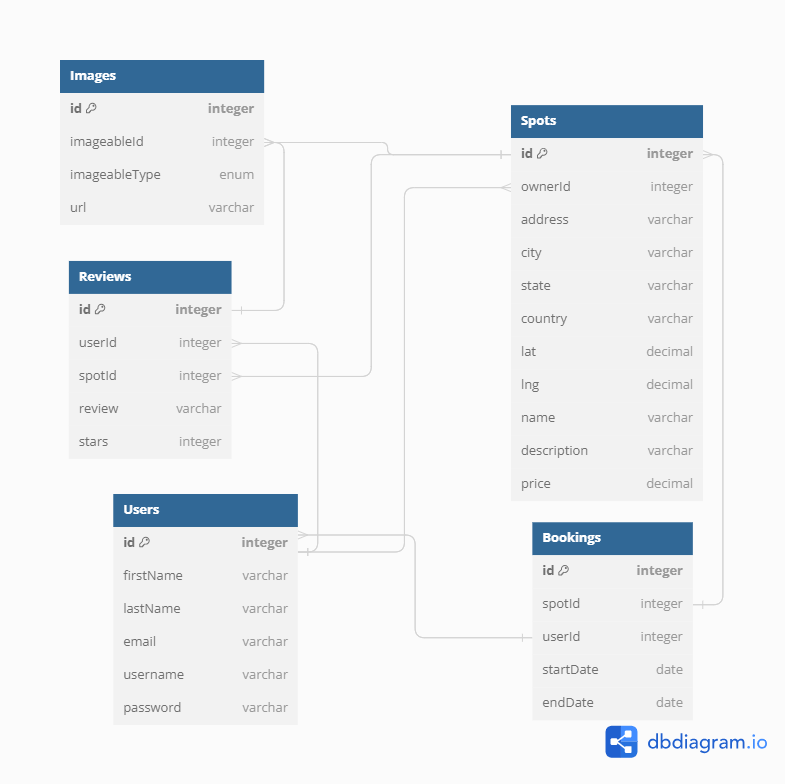 Images
id integer
imageableId integer
imageableType enum
url varchar
Reviews
id integer
userId integer
spotId integer
review varchar
stars integer
Users
id integer
firstName varchar
lastName varchar
email varchar
username varchar
password varchar
Spots
id integer
ownerId integer
address varchar
city varchar
state varchar
country varchar
lat decimal
lng decimal
name varchar
description varchar
price decimal
Bookings
id integer
spotId integer
userId integer
startDate date
endDate date
dbdiagram.io